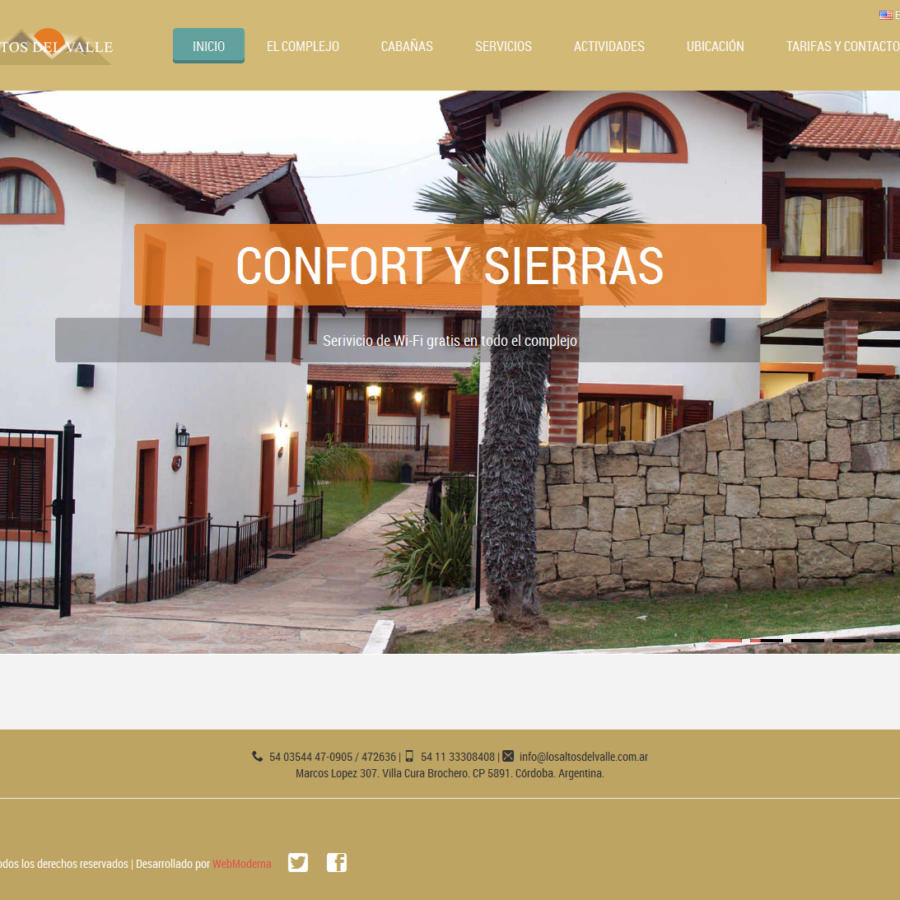 TOS DEL VALLE
INICIO
EL COMPLEJO
CABAÑAS
SERVICIOS
ACTIVIDADES
UBICACIÓN
TARIFAS Y CONTACTO
CONFORT Y SIERRAS
Serivicio de Wi-Fi gratis en todo el complejo
54 03544 47-0905 / 472636 | 54 11 33308408 | info@losaltosdelvalle.com.ar
Marcos Lopez 307. Villa Cura Brochero. CP 5891. Córdoba. Argentina.
odos los derechos reservados | Desarrollado por WebModerna